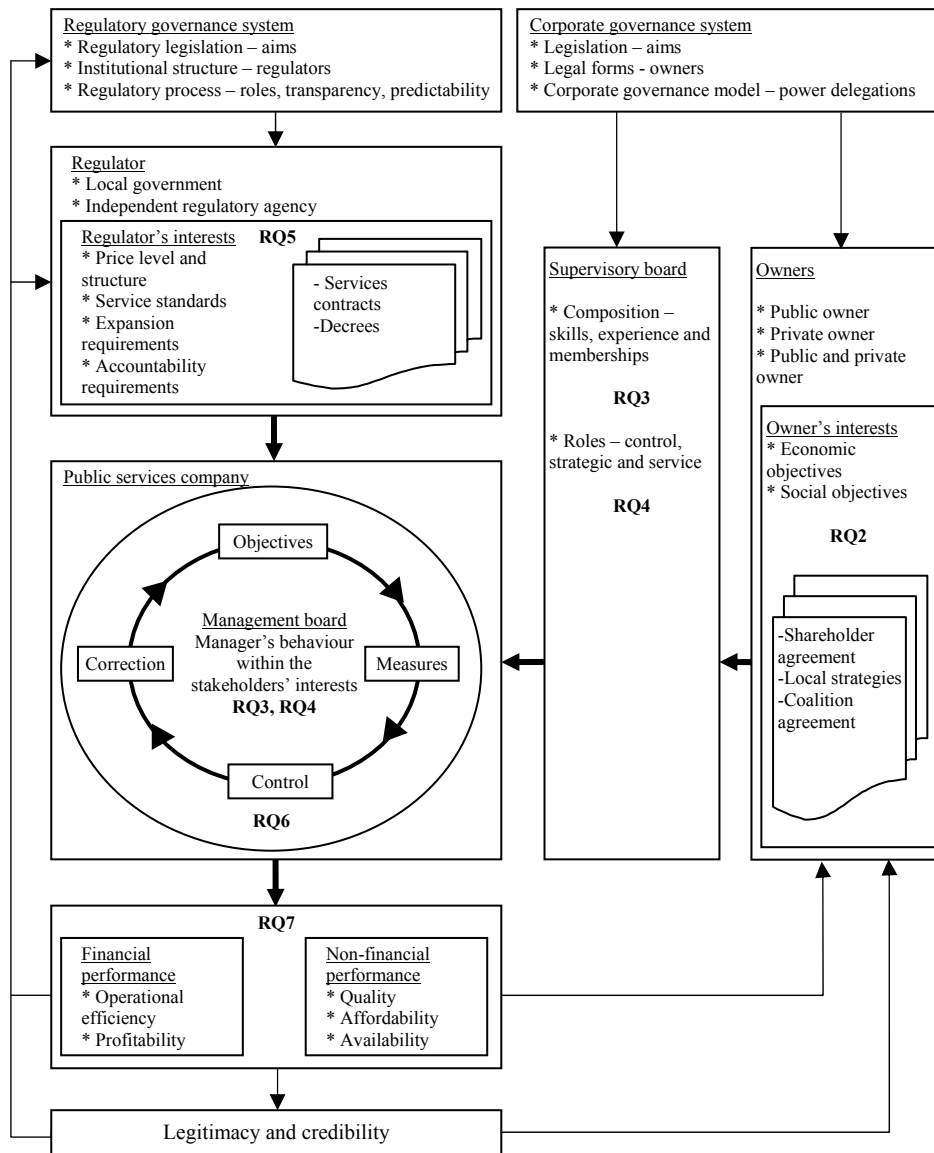 Regulatory governance system
* Regulatory legislation – aims
* Institutional structure – regulators
* Regulatory process – roles, transparency, predictability
Corporate governance system
* Legislation – aims
* Legal forms - owners
* Corporate governance model – power delegations
Regulator
* Local government
* Independent regulatory agency
Regulator's interests
RQ5
* Price level and
structure
* Service standards
* Expansion
requirements
* Accountability
requirements
- Services
contracts
-Decrees
Supervisory board
* Composition –
skills, experience and
memberships
RQ3
* Roles – control,
strategic and service
RQ4
Owners
* Public owner
* Private owner
* Public and private
owner
Owner's interests
* Economic
objectives
* Social objectives
RQ2
-Shareholder
agreement
-Local strategies
-Coalition
agreement
Public services company
Objectives
Management board
Manager's behaviour
within the
stakeholders' interests
RQ3, RQ4
Correction
Measures
Control
RQ6
RQ7
Financial
performance
* Operational
efficiency
* Profitability
Non-financial
performance
* Quality
* Affordability
* Availability
Legitimacy and credibility